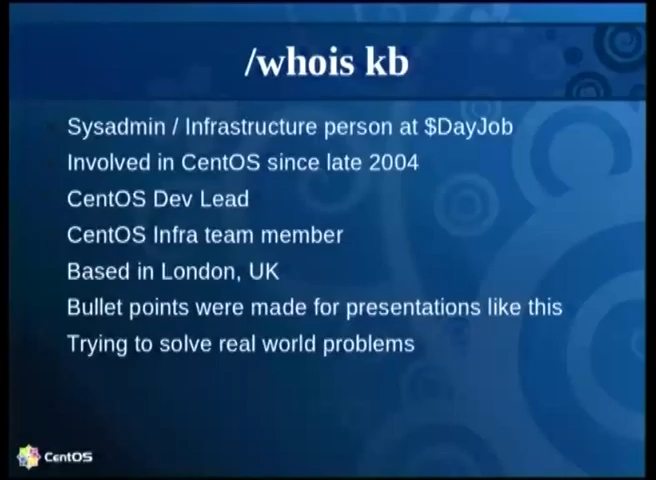 /whois kb
Sysadmin / Infrastructure person at $DayJob
Involved in CentOS since late 2004
CentOS Dev Lead
CentOS Infra team member
Based in London, UK
Bullet points were made for presentations like this
Trying to solve real world problems
CentOS